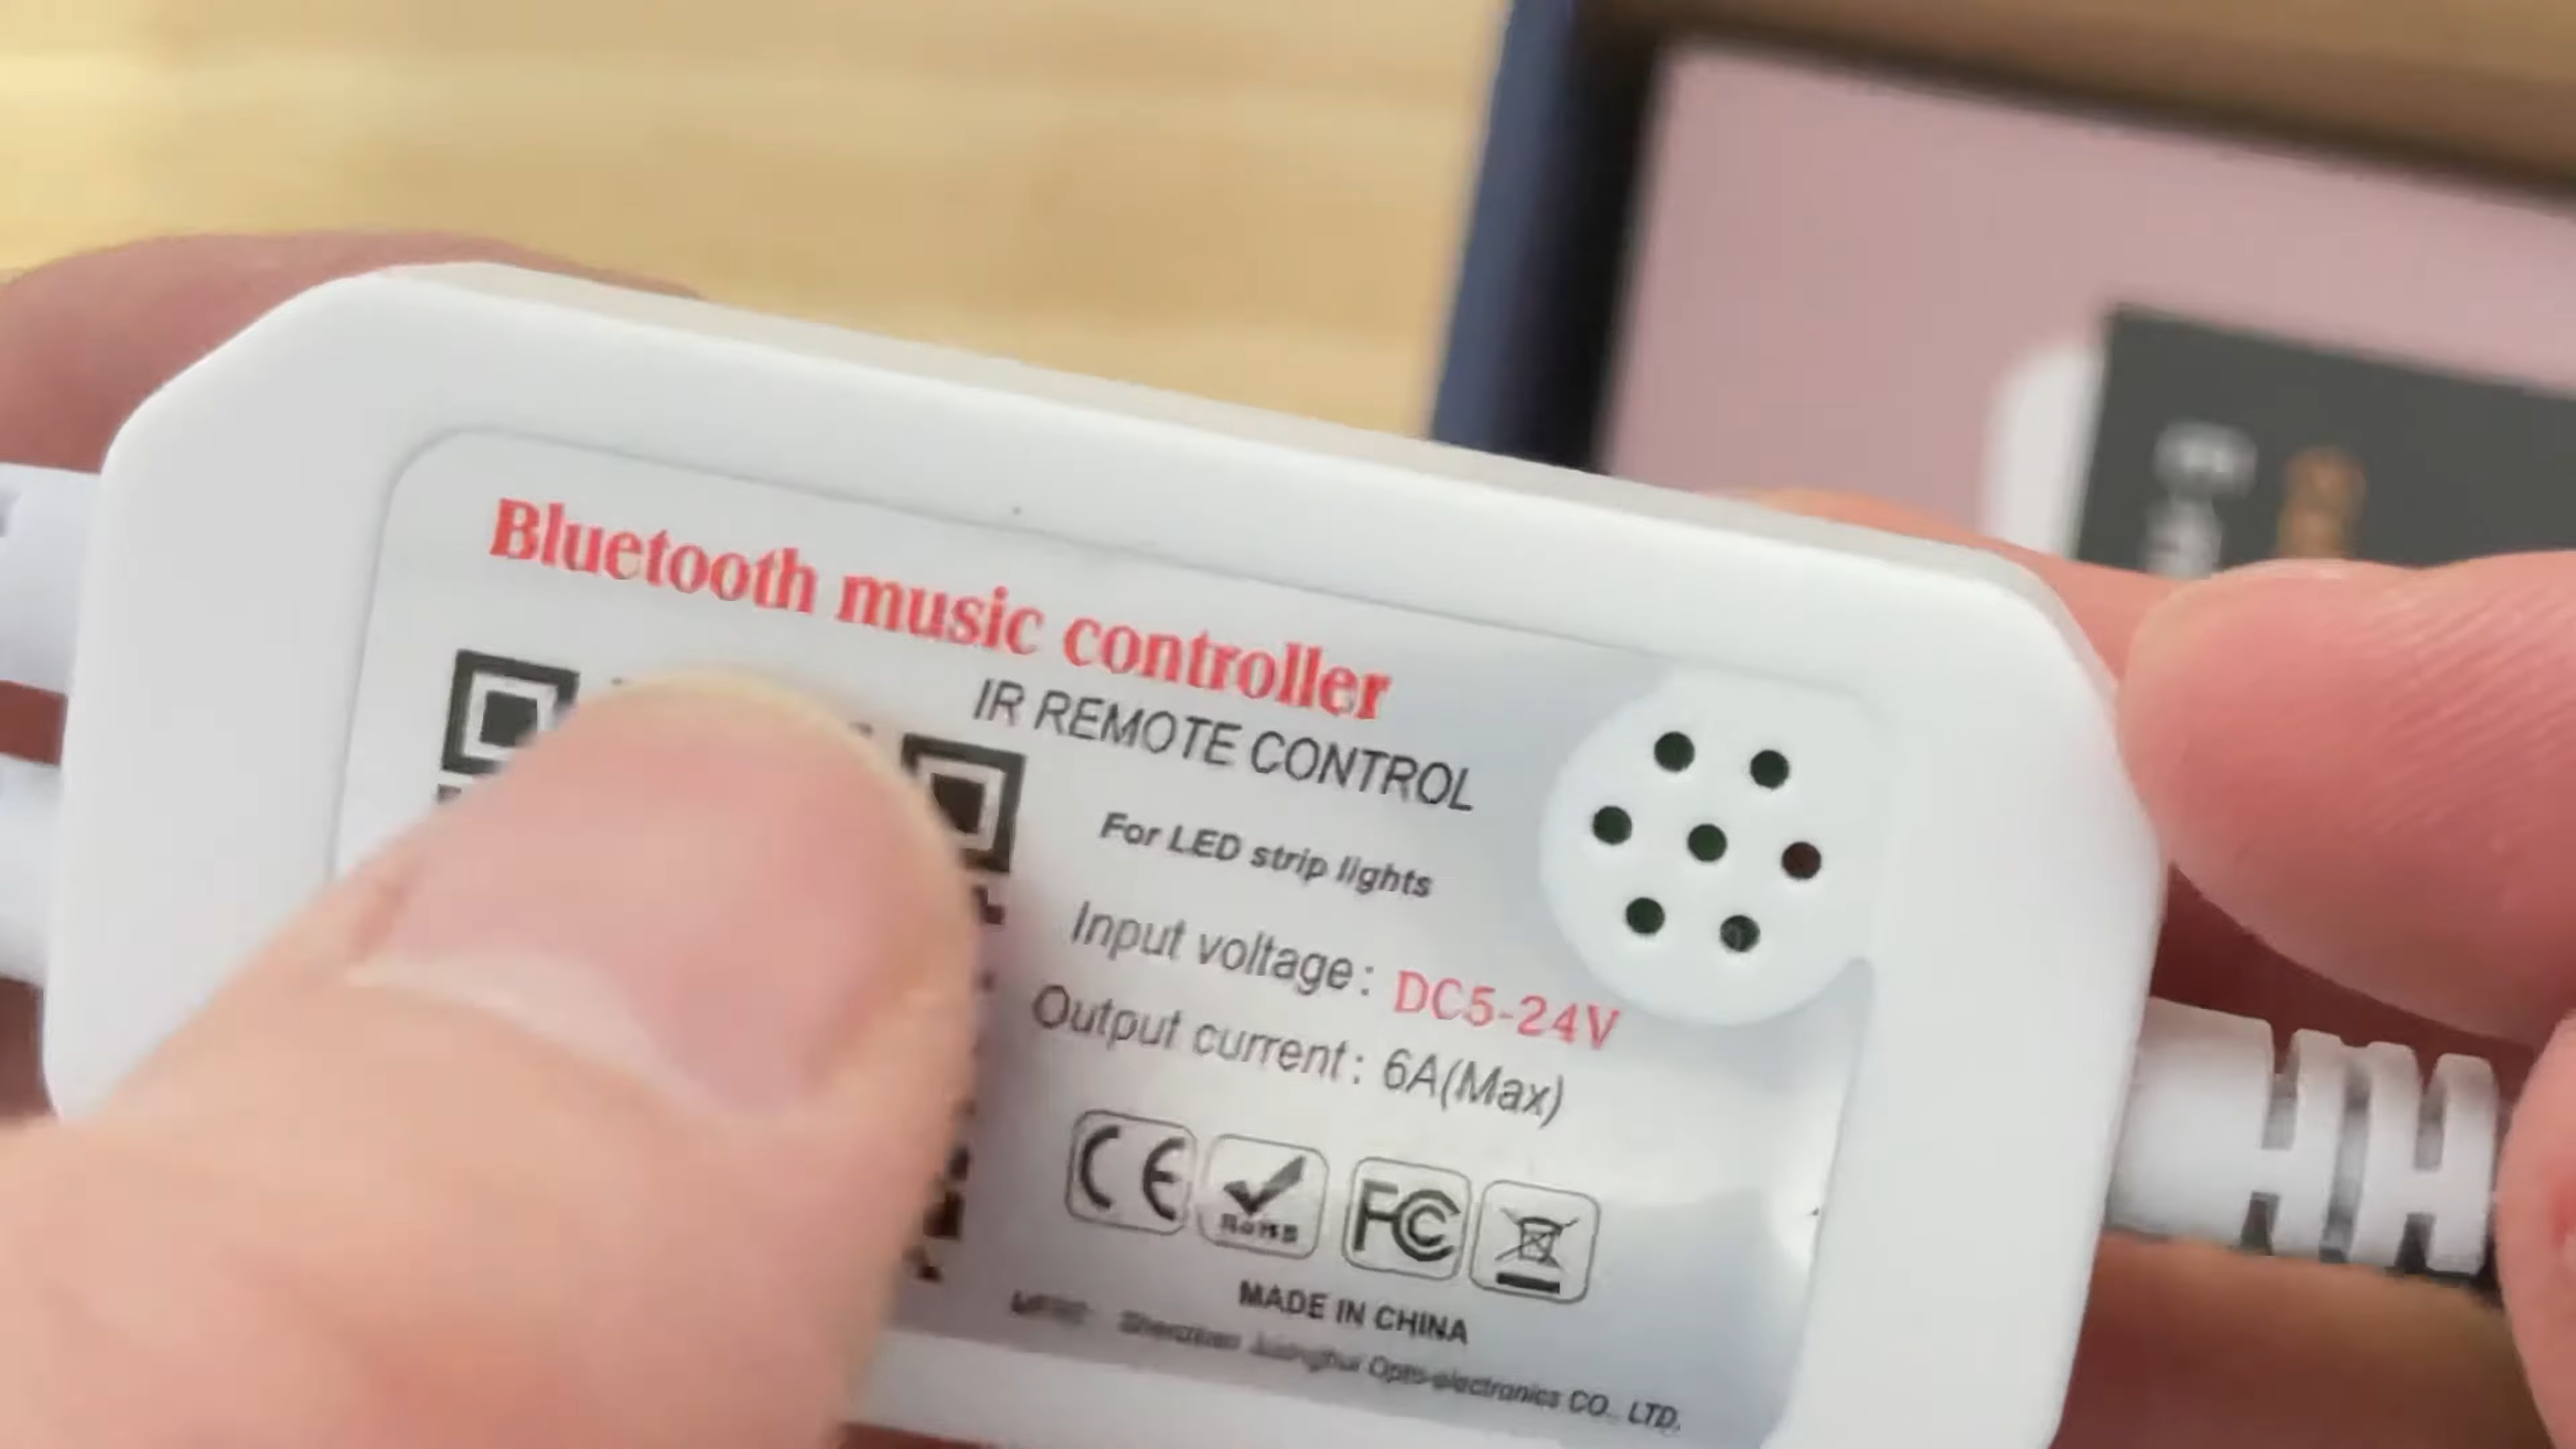 Bluetooth music controller
IR REMOTE CONTROL
For LED strip lights
Input voltage: DC5-24V
Output current: 6A(Max)
CE RoHS FC
MADE IN CHINA
Shenzhen Opto-electronics CO., LTD.